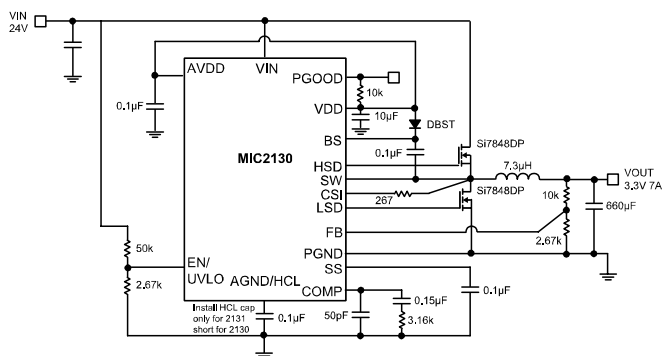 VIN
24V
AVDD
VIN
PGOOD
10k
VDD
10µF
DBST
0.1µF
BS
0.1µF
Si7848DP
MIC2130
HSD
SW
7.3µH
VOUT
3.3V 7A
CSI
267
Si7848DP
10k
LSD
660µF
FB
2.67k
50k
PGND
EN/
UVLO
SS
AGND/HCL
COMP
0.1µF
2.67k
Install HCL cap
only for 2131
short for 2130
0.1µF
50pF
0.15µF
3.16k